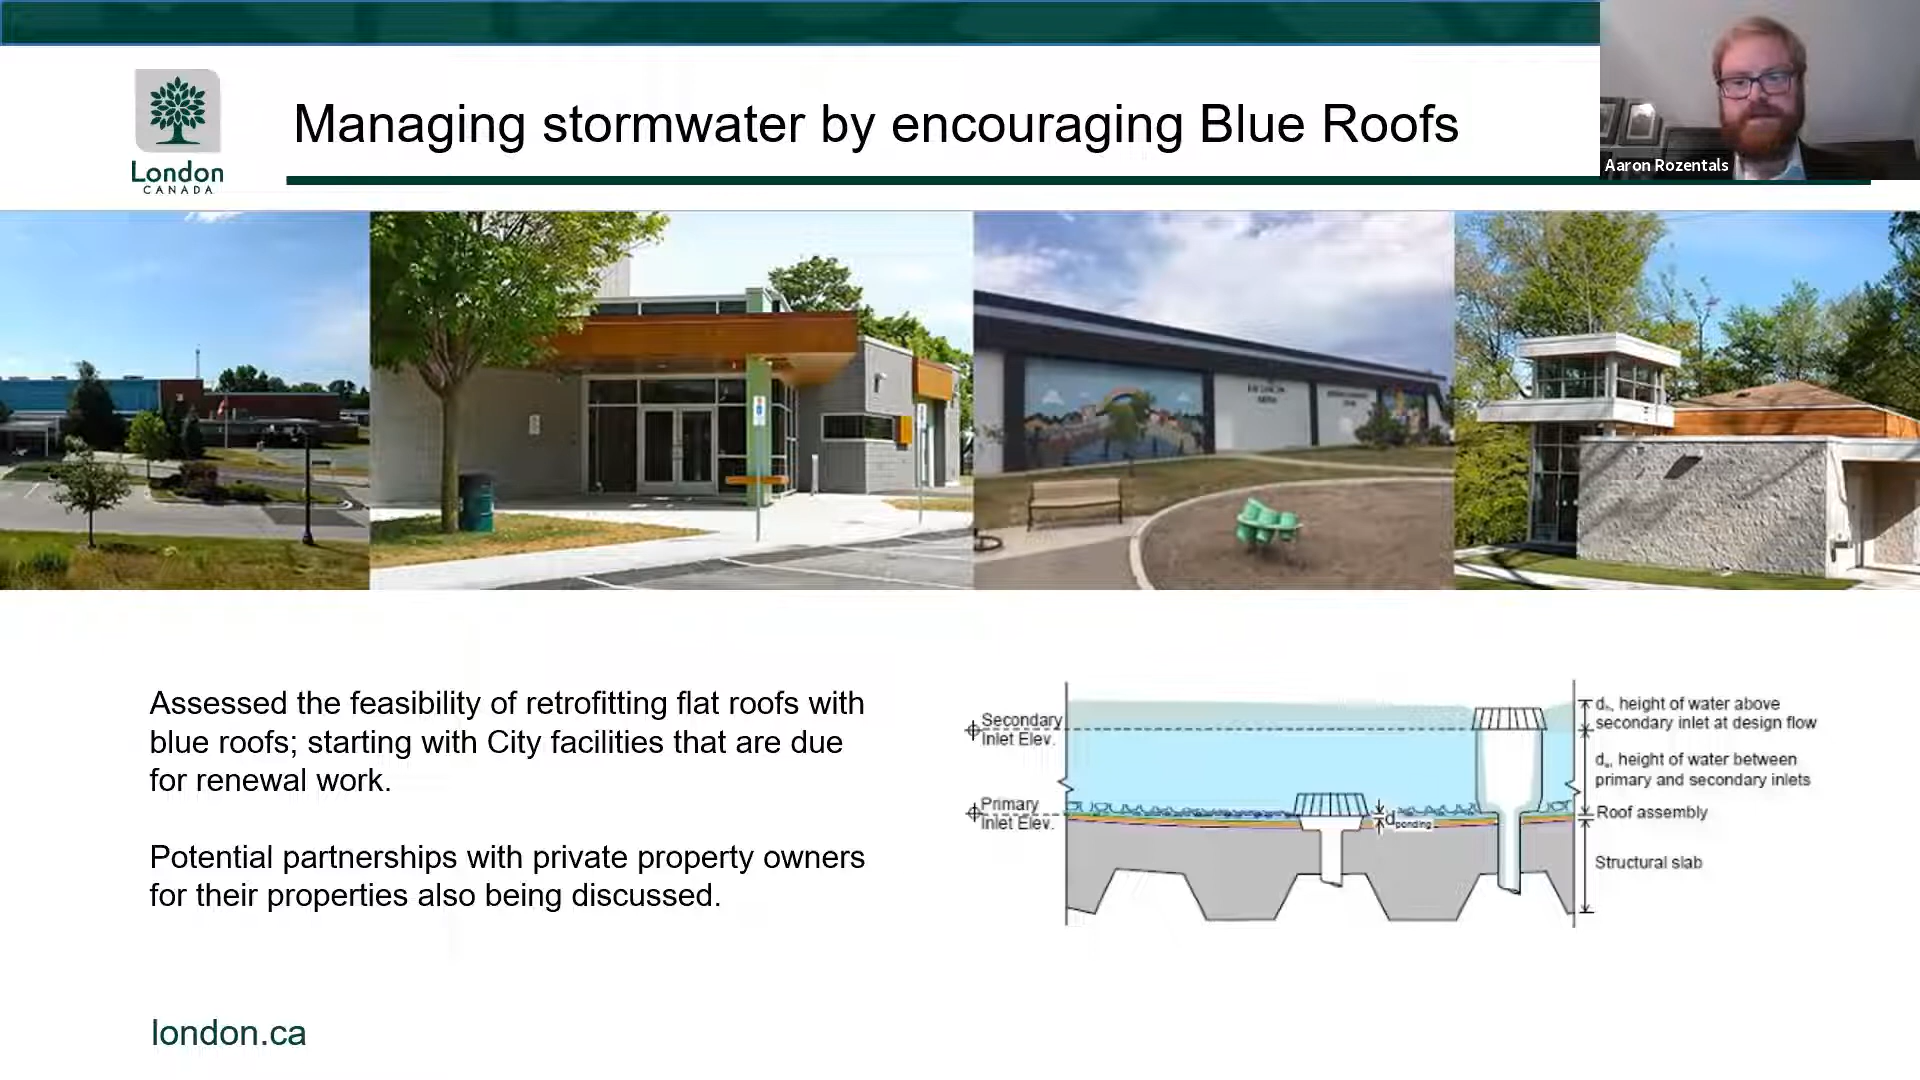 Managing stormwater by encouraging Blue Roofs
London
CANADA
Aaron Rozentals
Assessed the feasibility of retrofitting flat roofs with
blue roofs; starting with City facilities that are due
for renewal work.
Potential partnerships with private property owners
for their properties also being discussed.
Secondary
Inlet Elev.
Primary
Inlet Elev.
dponding
height of water above
secondary inlet at design flow
height of water between
primary and secondary inlets
Roof assembly
Structural slab
london.ca